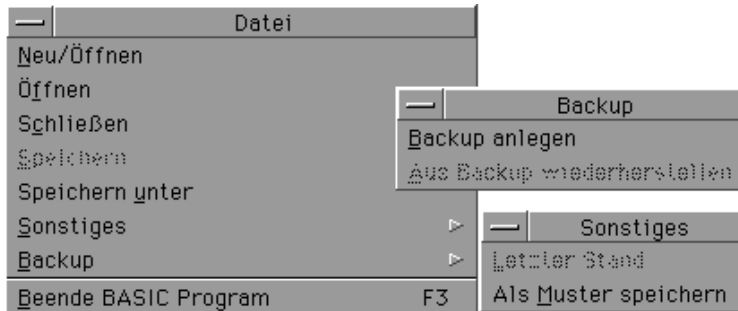 Datei
Neu/Öffnen
Öffnen
Schließen
Speichern
Speichern unter
Sonstiges
Backup
Beende BASIC Program F3
Backup
Backup anlegen
Aus Backup wiederherstellen
Sonstiges
Letzter Stand
Als Muster speichern